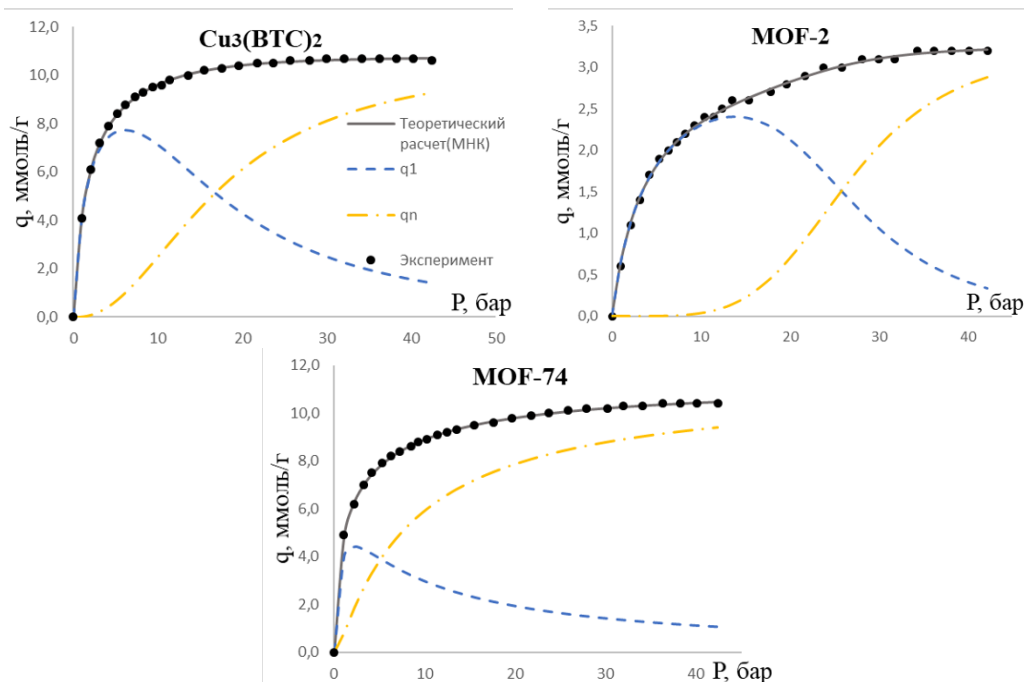 Cu3(BTC)2
q, ммоль/г
12,0
10,0
8,0
6,0
4,0
2,0
0,0
Теоретический
расчет(МНК)
q1
qn
Эксперимент
P, бар
0
10
20
30
40
50
MOF-2
q, ммоль/г
3,5
3,0
2,5
2,0
1,5
1,0
0,5
0,0
P, бар
0
10
20
30
40
MOF-74
q, ммоль/г
12,0
10,0
8,0
6,0
4,0
2,0
0,0
0
10
20
30
40
P, бар